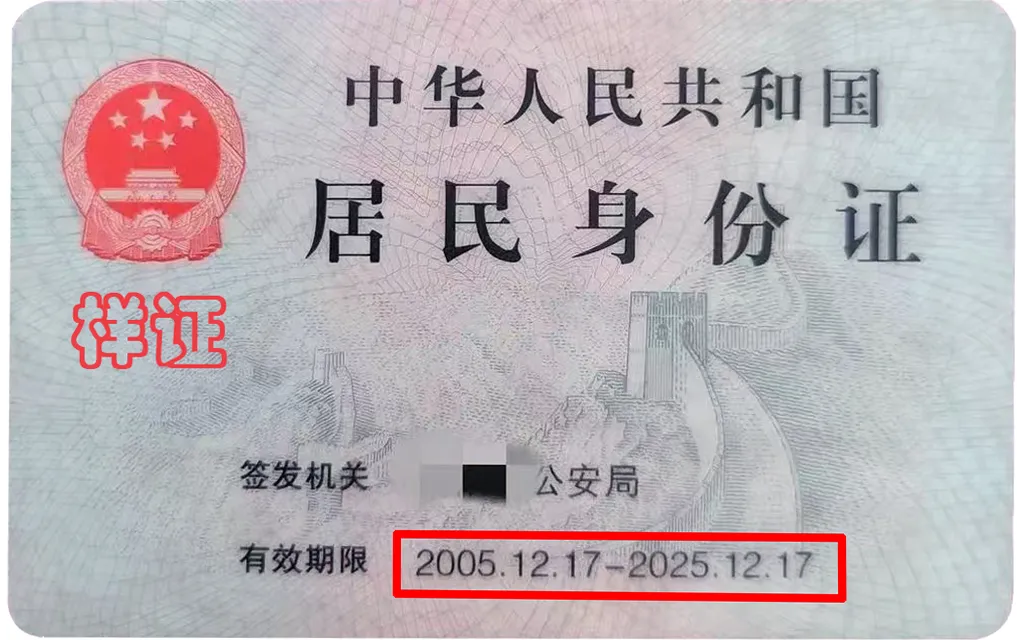 中华人民共和国
居民身份证
样证
签发机关 公安局
有效期限 2005.12.17-2025.12.17